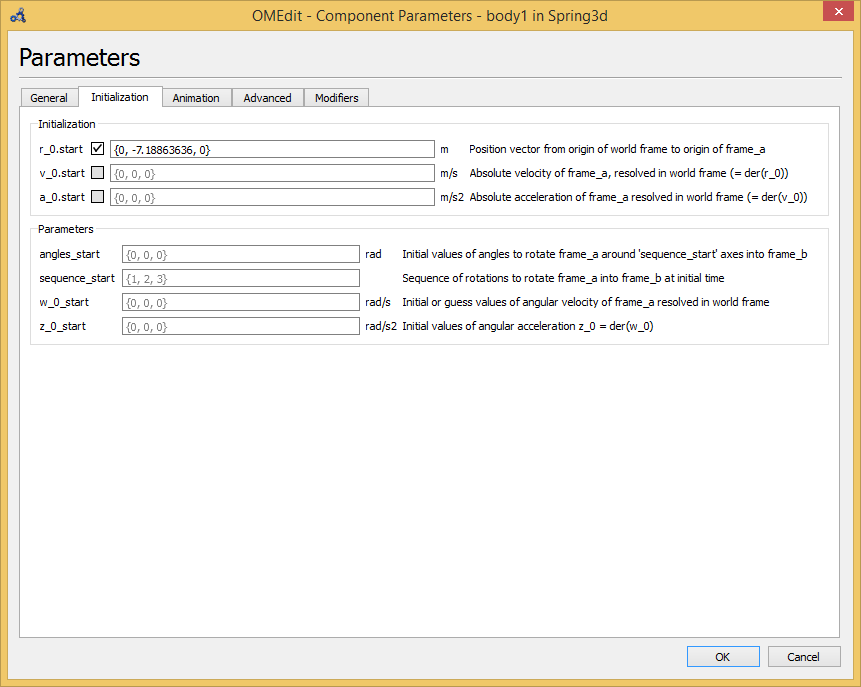 OMEdit - Component Parameters - body1 in Spring3d
Parameters
General Initialization Animation Advanced Modifiers
Initialization
r_0.start {0, -7.18863636, 0} m Position vector from origin of world frame to origin of frame_a
v_0.start {0, 0, 0} m/s Absolute velocity of frame_a, resolved in world frame (= der(r_0))
a_0.start {0, 0, 0} m/s2 Absolute acceleration of frame_a resolved in world frame (= der(v_0))
Parameters
angles_start {0, 0, 0} rad Initial values of angles to rotate frame_a around 'sequence_start' axes into frame_b
sequence_start {1, 2, 3} Sequence of rotations to rotate frame_a into frame_b at initial time
w_0_start {0, 0, 0} rad/s Initial or guess values of angular velocity of frame_a resolved in world frame
z_0_start {0, 0, 0} rad/s2 Initial values of angular acceleration z_0 = der(w_0)
OK Cancel